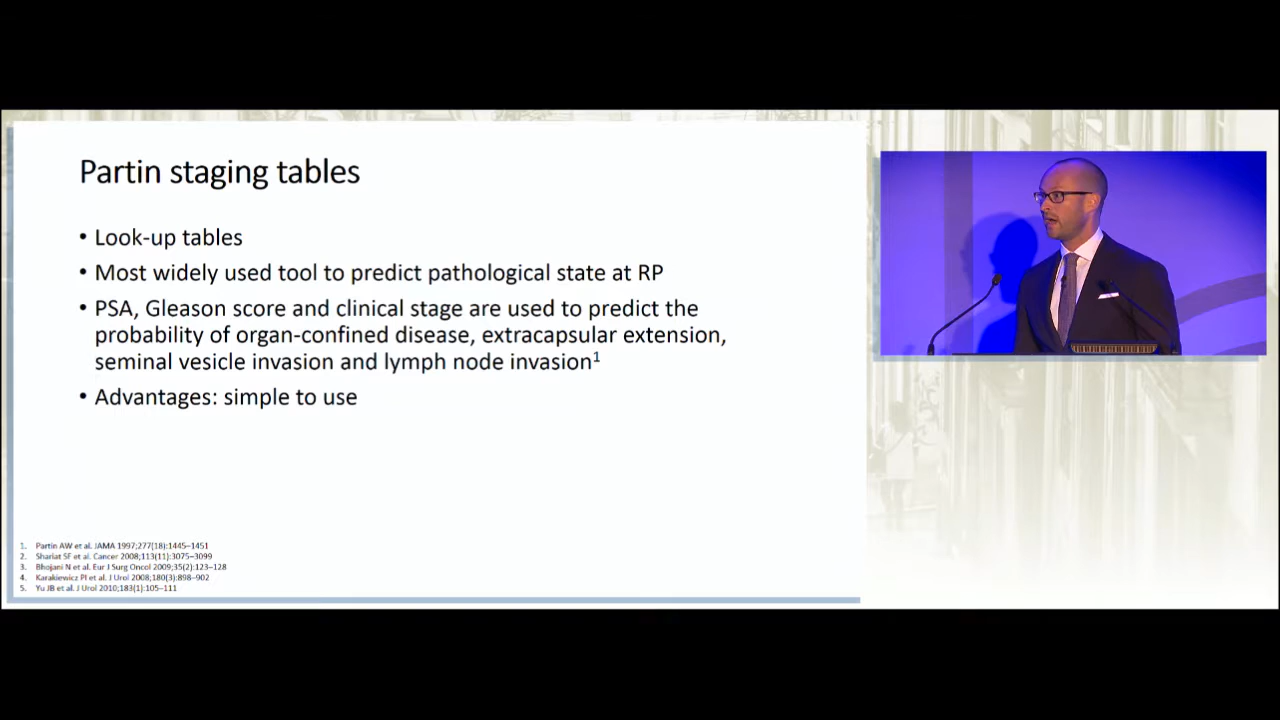 Partin staging tables
• Look-up tables
• Most widely used tool to predict pathological state at RP
• PSA, Gleason score and clinical stage are used to predict the
probability of organ-confined disease, extracapsular extension,
seminal vesicle invasion and lymph node invasion1
• Advantages: simple to use
1. Partin AW et al. JAMA 1997;277(18):1445–1451
2. Shariat SF et al. Cancer 2008;113(11):3075–3099
3. Bhojani N et al. Eur J Surg Oncol 2009;35(2):123–128
4. Karakiewicz PI et al. J Urol 2008;180(3):898–902
5. Yu JB et al. J Urol 2010;183(1):105–111